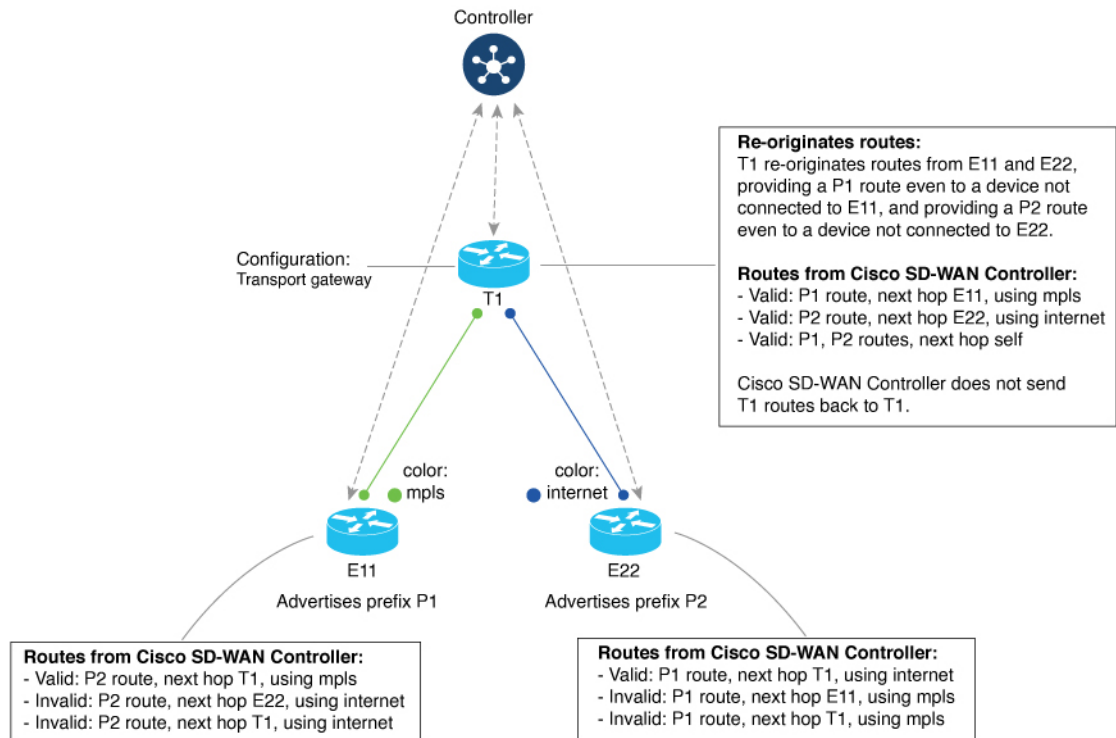 Controller
Re-originates routes:
T1 re-originates routes from E11 and E22,
providing a P1 route even to a device not
connected to E11, and providing a P2 route
even to a device not connected to E22.
Routes from Cisco SD-WAN Controller:
- Valid: P1 route, next hop E11, using mpls
- Valid: P2 route, next hop E22, using internet
- Valid: P1, P2 routes, next hop self
Cisco SD-WAN Controller does not send
T1 routes back to T1.
Configuration:
Transport gateway
T1
color:
mpls
color:
internet
E11
Advertises prefix P1
E22
Advertises prefix P2
Routes from Cisco SD-WAN Controller:
- Valid: P2 route, next hop T1, using mpls
- Invalid: P2 route, next hop E22, using internet
- Invalid: P2 route, next hop T1, using internet
Routes from Cisco SD-WAN Controller:
- Valid: P1 route, next hop T1, using internet
- Invalid: P1 route, next hop E11, using mpls
- Invalid: P1 route, next hop T1, using mpls